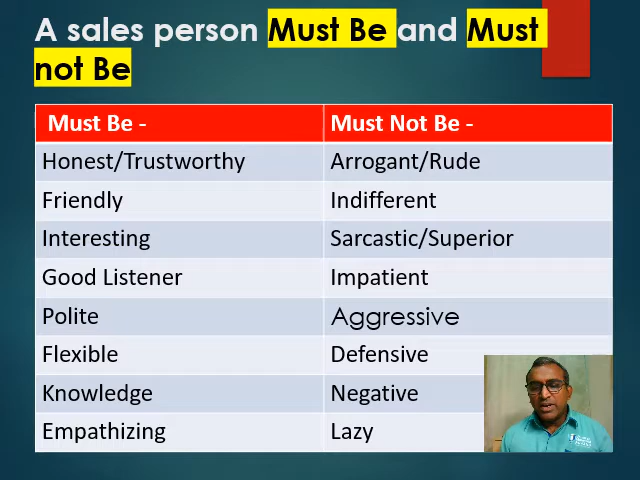 A sales person Must Be and Must
not Be
Must Be -
Must Not Be -
Honest/Trustworthy
Arrogant/Rude
Friendly
Indifferent
Interesting
Sarcastic/Superior
Good Listener
Impatient
Polite
Aggressive
Flexible
Defensive
Knowledge
Negative
Empathizing
Lazy